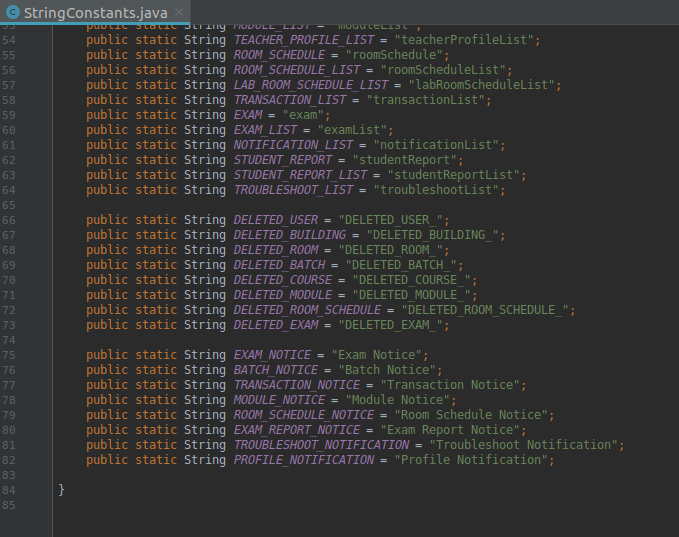 StringConstants.java
53 public static String MODULE_LIST = "moduleList";
54 public static String TEACHER_PROFILE_LIST = "teacherProfileList";
55 public static String ROOM_SCHEDULE = "roomSchedule";
56 public static String ROOM_SCHEDULE_LIST = "roomScheduleList";
57 public static String LAB_ROOM_SCHEDULE_LIST = "labRoomScheduleList";
58 public static String TRANSACTION_LIST = "transactionList";
59 public static String EXAM = "exam";
60 public static String EXAM_LIST = "examList";
61 public static String NOTIFICATION_LIST = "notificationList";
62 public static String STUDENT_REPORT = "studentReport";
63 public static String STUDENT_REPORT_LIST = "studentReportList";
64 public static String TROUBLESHOOT_LIST = "troubleshootList";
65
66 public static String DELETED_USER = "DELETED_USER_";
67 public static String DELETED_BUILDING = "DELETED_BUILDING_";
68 public static String DELETED_ROOM = "DELETED_ROOM_";
69 public static String DELETED_BATCH = "DELETED_BATCH_";
70 public static String DELETED_COURSE = "DELETED_COURSE_";
71 public static String DELETED_MODULE = "DELETED_MODULE_";
72 public static String DELETED_ROOM_SCHEDULE = "DELETED_ROOM_SCHEDULE_";
73 public static String DELETED_EXAM = "DELETED_EXAM_";
74
75 public static String EXAM_NOTICE = "Exam Notice";
76 public static String BATCH_NOTICE = "Batch Notice";
77 public static String TRANSACTION_NOTICE = "Transaction Notice";
78 public static String MODULE_NOTICE = "Module Notice";
79 public static String ROOM_SCHEDULE_NOTICE = "Room Schedule Notice";
80 public static String EXAM_REPORT_NOTICE = "Exam Report Notice";
81 public static String TROUBLESHOOT_NOTIFICATION = "Troubleshoot Notification";
82 public static String PROFILE_NOTIFICATION = "Profile Notification";
83
84 }
85